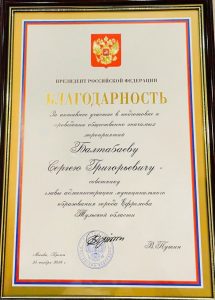 ПРЕЗИДЕНТ РОССИЙСКОЙ ФЕДЕРАЦИИ
БЛАГОДАРНОСТЬ
За активное участие в подготовке и
проведении общественно значимых
мероприятий
Балтабаеву
Сергею Григорьевичу -
советнику
главы администрации муниципального
образования города Ефремова
Тульской области
В.Путин
Москва, Кремль